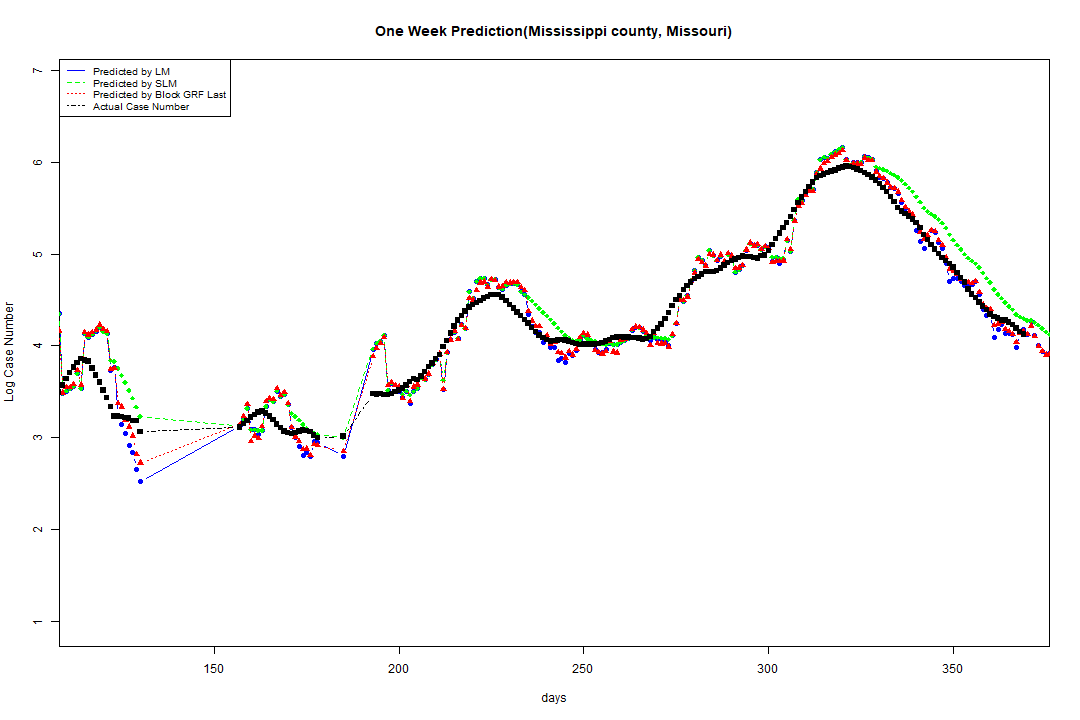 One Week Prediction(Mississippi county, Missouri)
Predicted by LM
Predicted by SLM
Predicted by Block GRF Last
Actual Case Number
7
6
5
4
3
2
1
Log Case Number
150
200
250
300
350
days